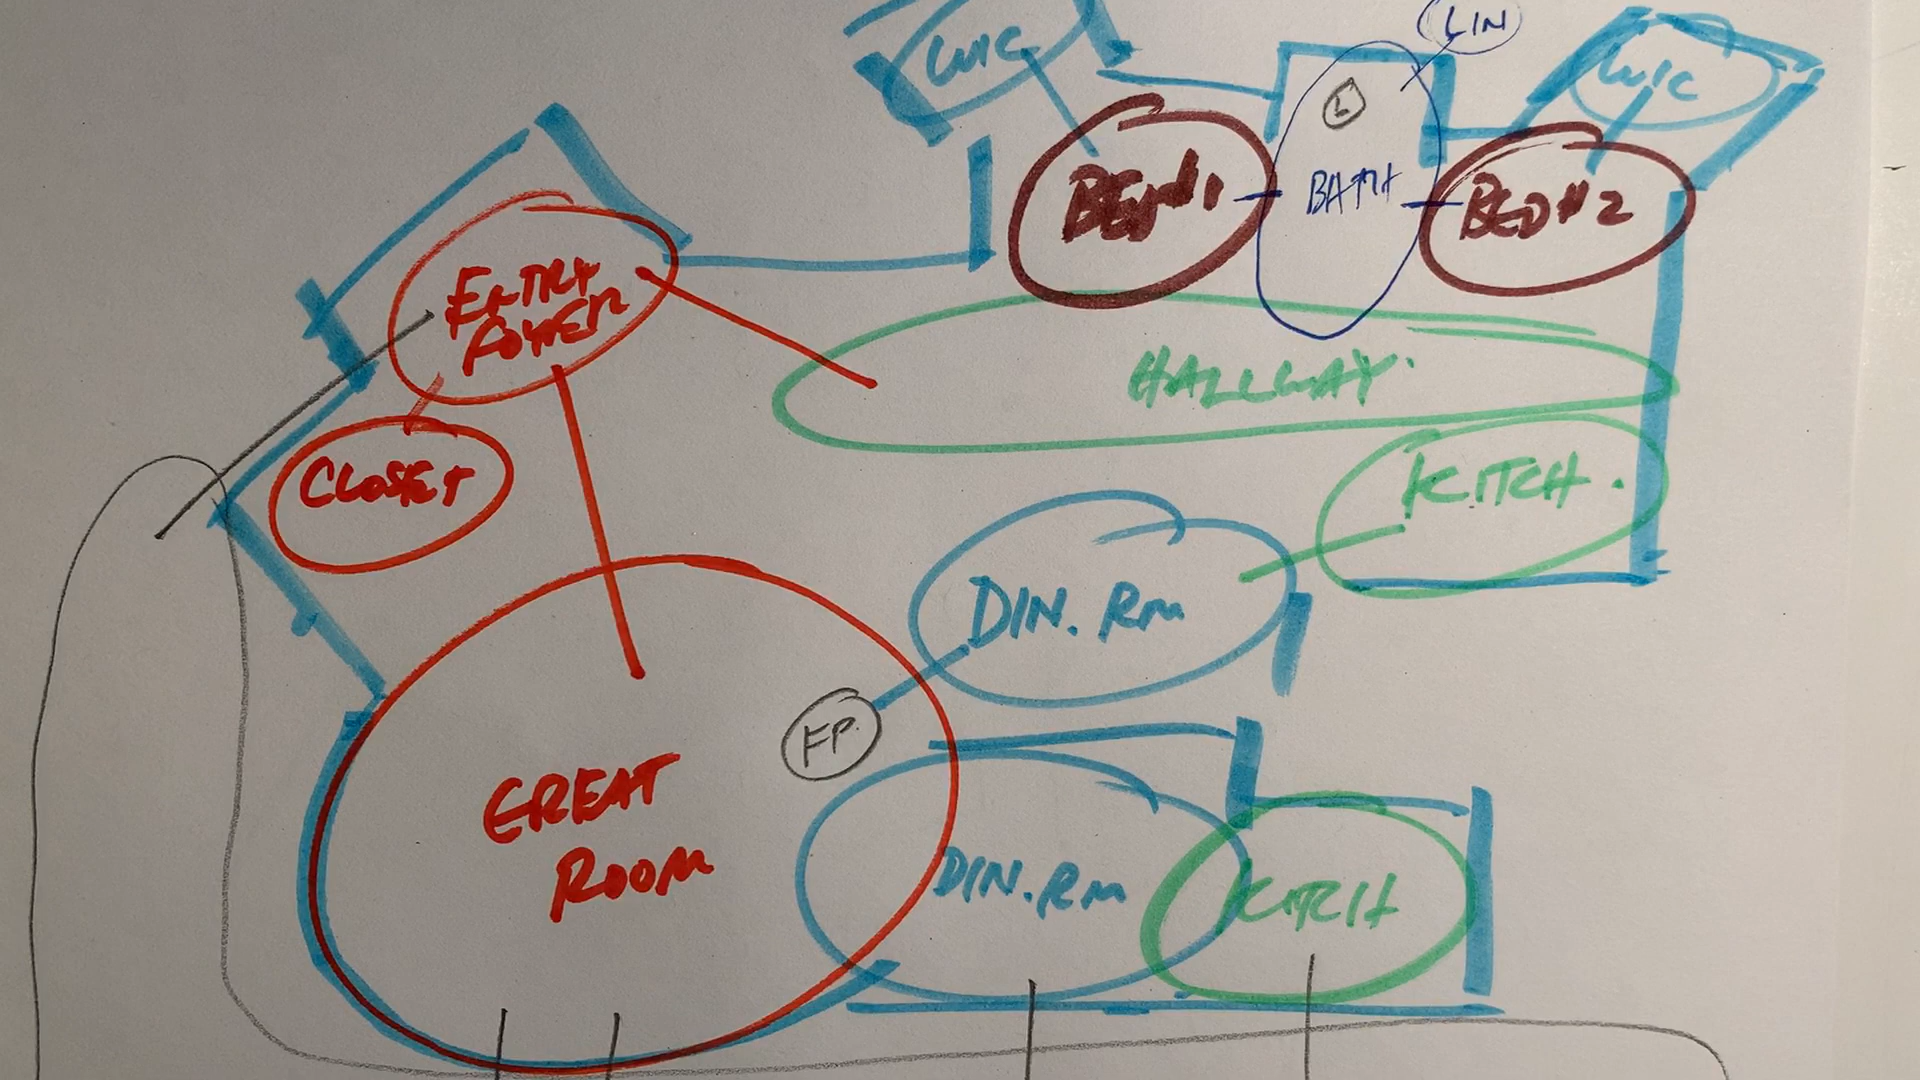 LIN
WIC
WIC
L
BED#1
BATH
BED#2
ENTRY
FOYER
HALLWAY.
CLOSET
KITCH.
DIN. RM
FP.
GREAT
ROOM
DIN. RM
KITCH